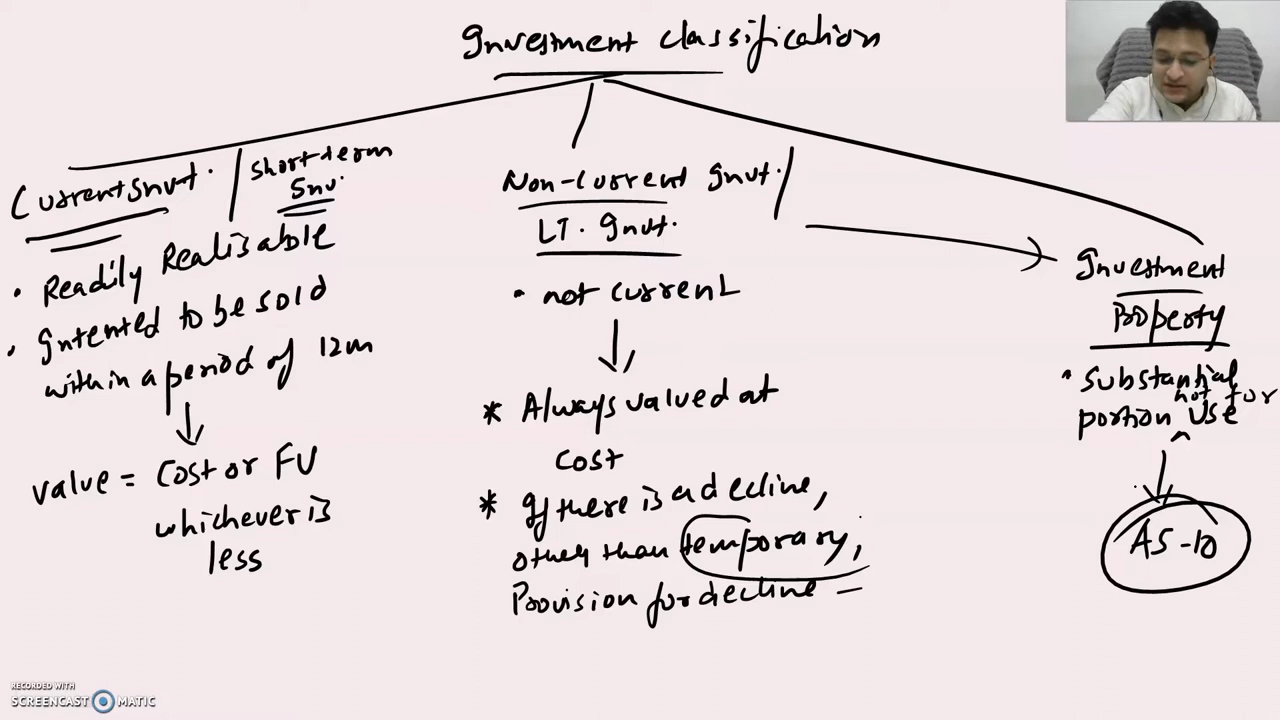 Investment classification
Current Invt.
short term
Inv.
• Readily Realisable
• Intented to be sold
within a period of 12m
value = Cost or FV
whichever is
less
Non-Current Invt.
LT. Invt.
• not current
* Always valued at
cost
* If there is a decline,
other than temporary,
Provision for decline —
Investment
Property
• Substantial
not for
portion ^ use
AS-10
RECORDED WITH
SCREENCAST MATIC